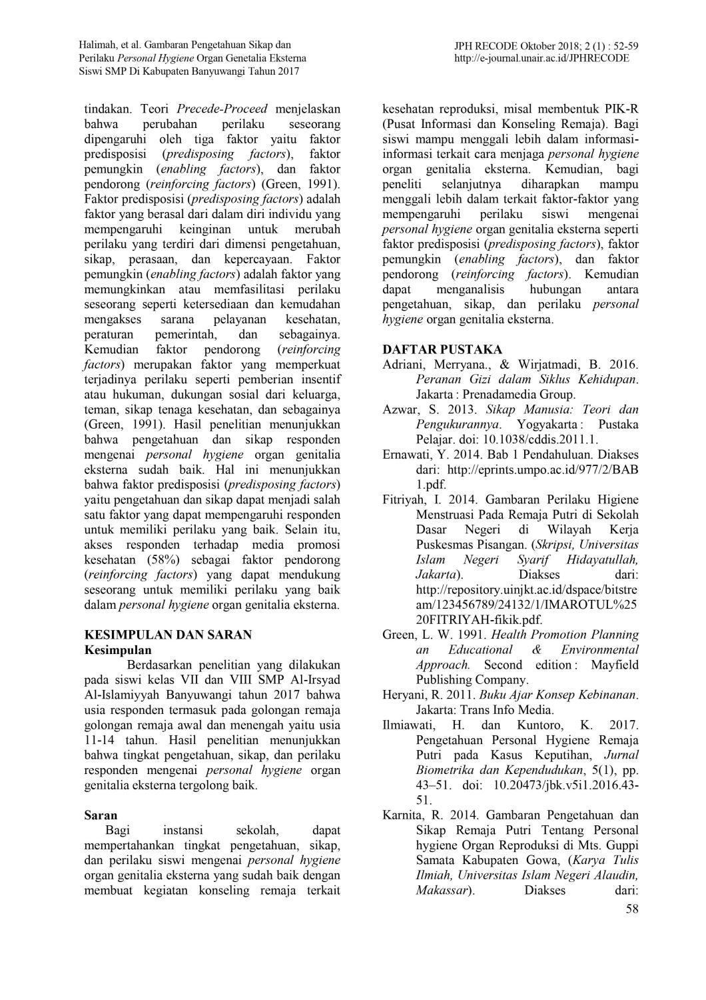 Halimah, et al. Gambaran Pengetahuan Sikap dan
Perilaku Personal Hygiene Organ Genetalia Eksterna
Siswi SMP Di Kabupaten Banyuwangi Tahun 2017
JPH RECODE Oktober 2018; 2 (1) : 52-59
http://e-journal.unair.ac.id/JPHRECODE
tindakan. Teori Precede-Proceed menjelaskan
bahwa perubahan perilaku seseorang
dipengaruhi oleh tiga faktor yaitu faktor
predisposisi (predisposing factors), faktor
pemungkin (enabling factors), dan faktor
pendorong (reinforcing factors) (Green, 1991).
Faktor predisposisi (predisposing factors) adalah
faktor yang berasal dari dalam diri individu yang
mempengaruhi keinginan untuk merubah
perilaku yang terdiri dari dimensi pengetahuan,
sikap, perasaan, dan kepercayaan. Faktor
pemungkin (enabling factors) adalah faktor yang
memungkinkan atau memfasilitasi perilaku
seseorang seperti ketersediaan dan kemudahan
mengakses sarana pelayanan kesehatan,
peraturan pemerintah, dan sebagainya.
Kemudian faktor pendorong (reinforcing
factors) merupakan faktor yang memperkuat
terjadinya perilaku seperti pemberian insentif
atau hukuman, dukungan sosial dari keluarga,
teman, sikap tenaga kesehatan, dan sebagainya
(Green, 1991). Hasil penelitian menunjukkan
bahwa pengetahuan dan sikap responden
mengenai personal hygiene organ genitalia
eksterna sudah baik. Hal ini menunjukkan
bahwa faktor predisposisi (predisposing factors)
yaitu pengetahuan dan sikap dapat menjadi salah
satu faktor yang dapat mempengaruhi responden
untuk memiliki perilaku yang baik. Selain itu,
akses responden terhadap media promosi
kesehatan (58%) sebagai faktor pendorong
(reinforcing factors) yang dapat mendukung
seseorang untuk memiliki perilaku yang baik
dalam personal hygiene organ genitalia eksterna.
KESIMPULAN DAN SARAN
Kesimpulan
Berdasarkan penelitian yang dilakukan
pada siswi kelas VII dan VIII SMP Al-Irsyad
Al-Islamiyyah Banyuwangi tahun 2017 bahwa
usia responden termasuk pada golongan remaja
golongan remaja awal dan menengah yaitu usia
11-14 tahun. Hasil penelitian menunjukkan
bahwa tingkat pengetahuan, sikap, dan perilaku
responden mengenai personal hygiene organ
genitalia eksterna tergolong baik.
Saran
Bagi instansi sekolah, dapat
mempertahankan tingkat pengetahuan, sikap,
dan perilaku siswi mengenai personal hygiene
organ genitalia eksterna yang sudah baik dengan
membuat kegiatan konseling remaja terkait
kesehatan reproduksi, misal membentuk PIK-R
(Pusat Informasi dan Konseling Remaja). Bagi
siswi mampu menggali lebih dalam informasi-
informasi terkait cara menjaga personal hygiene
organ genitalia eksterna. Kemudian, bagi
peneliti selanjutnya diharapkan mampu
menggali lebih dalam terkait faktor-faktor yang
mempengaruhi perilaku siswi mengenai
personal hygiene organ genitalia eksterna seperti
faktor predisposisi (predisposing factors), faktor
pemungkin (enabling factors), dan faktor
pendorong (reinforcing factors). Kemudian
dapat menganalisis hubungan antara
pengetahuan, sikap, dan perilaku personal
hygiene organ genitalia eksterna.
DAFTAR PUSTAKA
Adriani, Merryana., & Wirjatmadi, B. 2016.
Peranan Gizi dalam Siklus Kehidupan.
Jakarta : Prenadamedia Group.
Azwar, S. 2013. Sikap Manusia: Teori dan
Pengukurannya. Yogyakarta : Pustaka
Pelajar. doi: 10.1038/cddis.2011.1.
Ernawati, Y. 2014. Bab 1 Pendahuluan. Diakses
dari: http://eprints.umpo.ac.id/977/2/BAB
1.pdf.
Fitriyah, I. 2014. Gambaran Perilaku Higiene
Menstruasi Pada Remaja Putri di Sekolah
Dasar Negeri di Wilayah Kerja
Puskesmas Pisangan. (Skripsi, Universitas
Islam Negeri Syarif Hidayatullah,
Jakarta). Diakses dari:
http://repository.uinjkt.ac.id/dspace/bitstre
am/123456789/24132/1/IMAROTUL%25
20FITRIYAH-fikik.pdf.
Green, L. W. 1991. Health Promotion Planning
an Educational & Environmental
Approach. Second edition : Mayfield
Publishing Company.
Heryani, R. 2011. Buku Ajar Konsep Kebinanan.
Jakarta: Trans Info Media.
Ilmiawati, H. dan Kuntoro, K. 2017.
Pengetahuan Personal Hygiene Remaja
Putri pada Kasus Keputihan, Jurnal
Biometrika dan Kependudukan, 5(1), pp.
43–51. doi: 10.20473/jbk.v5i1.2016.43-
51.
Karnita, R. 2014. Gambaran Pengetahuan dan
Sikap Remaja Putri Tentang Personal
hygiene Organ Reproduksi di Mts. Guppi
Samata Kabupaten Gowa, (Karya Tulis
Ilmiah, Universitas Islam Negeri Alaudin,
Makassar). Diakses dari:
58